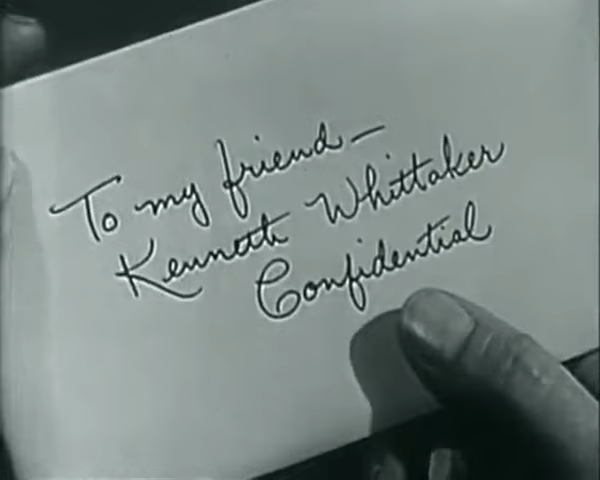 To my friend —
Kenneth Whittaker
Confidential